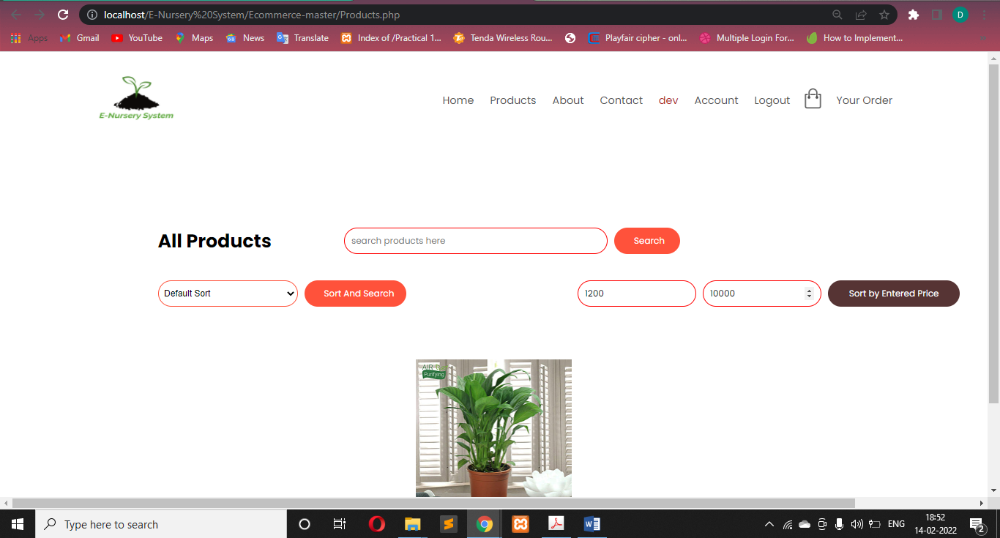 localhost/E-Nursery%20System/Ecommerce-master/Products.php
D
Apps Gmail YouTube Maps News Translate Index of /Practical 1... Tenda Wireless Rou... Playfair cipher - onl... Multiple Login For... How to Implement...
E-Nursery System
Home Products About Contact dev Account Logout Your Order
All Products search products here Search
Default Sort Sort And Search 1200 10000 Sort by Entered Price
AIR
Purifying
Type here to search
ENG
18:52
14-02-2022
2